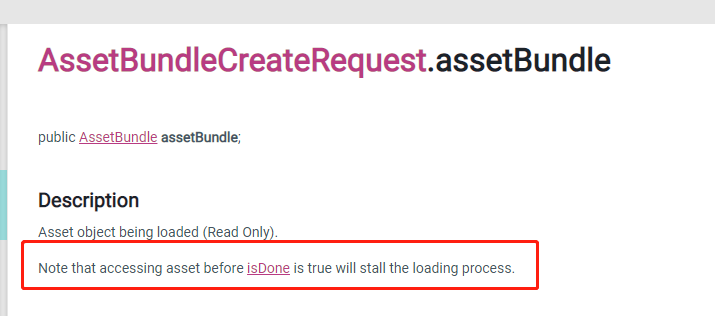 AssetBundleCreateRequest.assetBundle
public AssetBundle assetBundle;
Description
Asset object being loaded (Read Only).
Note that accessing asset before isDone is true will stall the loading process.